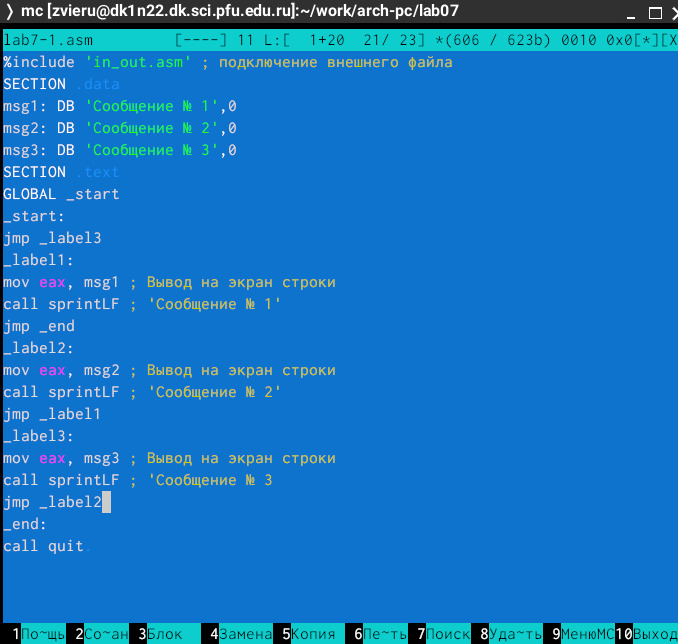 mc [zvieru@dk1n22.dk.sci.pfu.edu.ru]:~/work/arch-pc/lab07
lab7-1.asm [----] 11 L:[ 1+20 21/ 23] *(606 / 623b) 0010 0x0[*][X
%include 'in_out.asm' ; подключение внешнего файла
SECTION .data
msg1: DB 'Сообщение № 1',0
msg2: DB 'Сообщение № 2',0
msg3: DB 'Сообщение № 3',0
SECTION .text
GLOBAL _start
_start:
jmp _label3
_label1:
mov eax, msg1 ; Вывод на экран строки
call sprintLF ; 'Сообщение № 1'
jmp _end
_label2:
mov eax, msg2 ; Вывод на экран строки
call sprintLF ; 'Сообщение № 2'
jmp _label1
_label3:
mov eax, msg3 ; Вывод на экран строки
call sprintLF ; 'Сообщение № 3
jmp _label2
_end:
call quit.
1По~щь 2Со~ан 3Блок 4Замена 5Копия 6Пе~ть 7Поиск 8Уда~ть 9МенюMC 10Выход